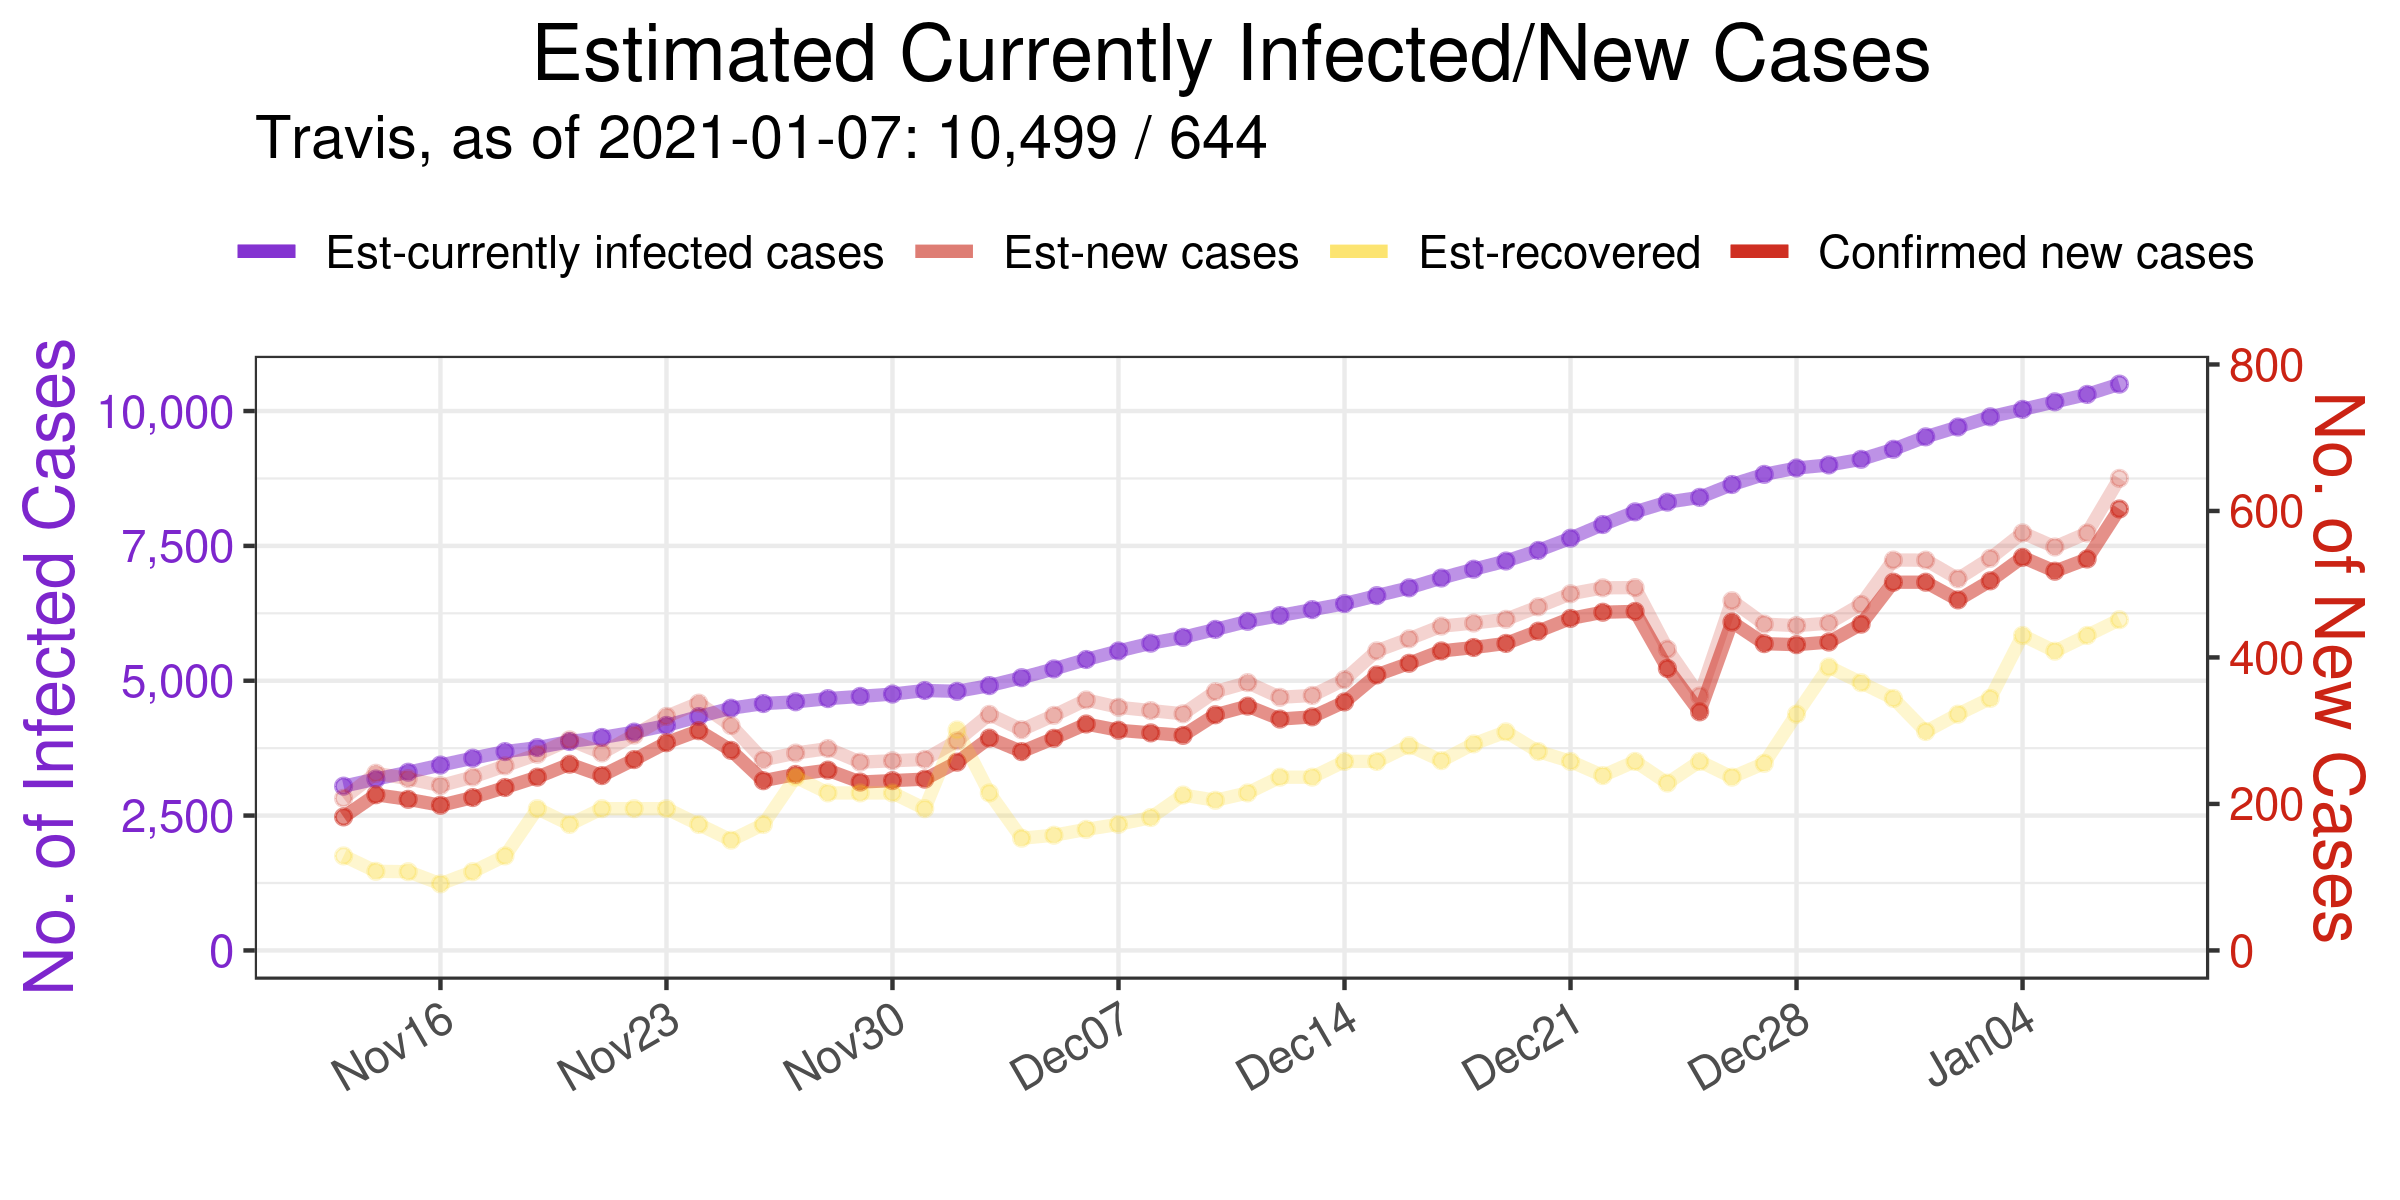 Estimated Currently Infected/New Cases
Travis, as of 2021-01-07: 10,499 / 644
Est-currently infected cases Est-new cases Est-recovered Confirmed new cases
No. of Infected Cases
10,000
7,500
5,000
2,500
0
800
600
400
200
0
No. of New Cases
Nov16 Nov23 Nov30 Dec07 Dec14 Dec21 Dec28 Jan04